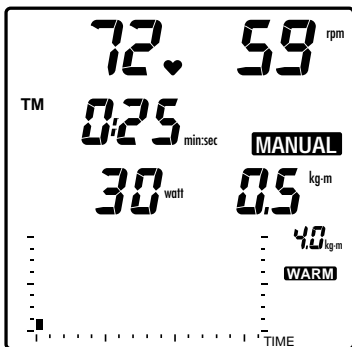 72 ♥ 59 rpm
TM 0:25 min:sec MANUAL
30 watt 0.5 kg-m
4.0 kg-m
WARM
TIME